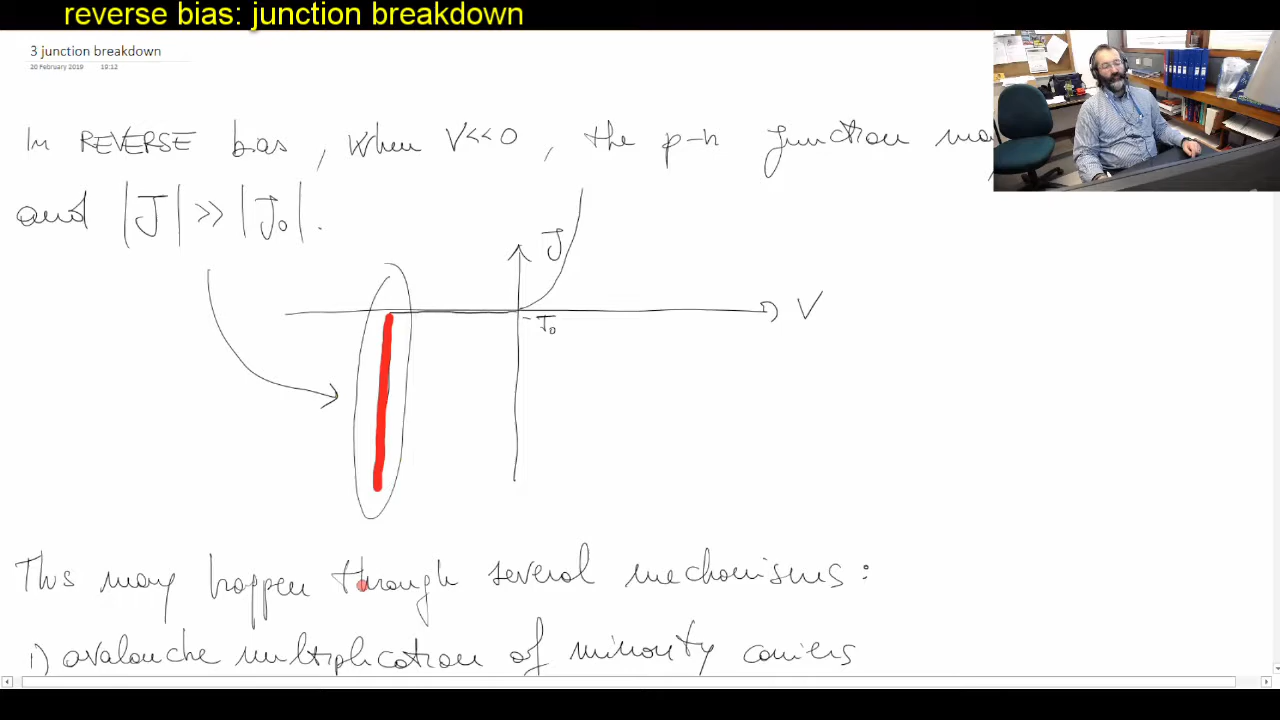 reverse bias: junction breakdown
3 junction breakdown
20 February 2019 19:12
In REVERSE bias, when V<<0, the p-n junction
and |J| >> |J₀|.
J
V
-J₀
This may happen through several mechanisms:
1) avalanche multiplication of minority carriers